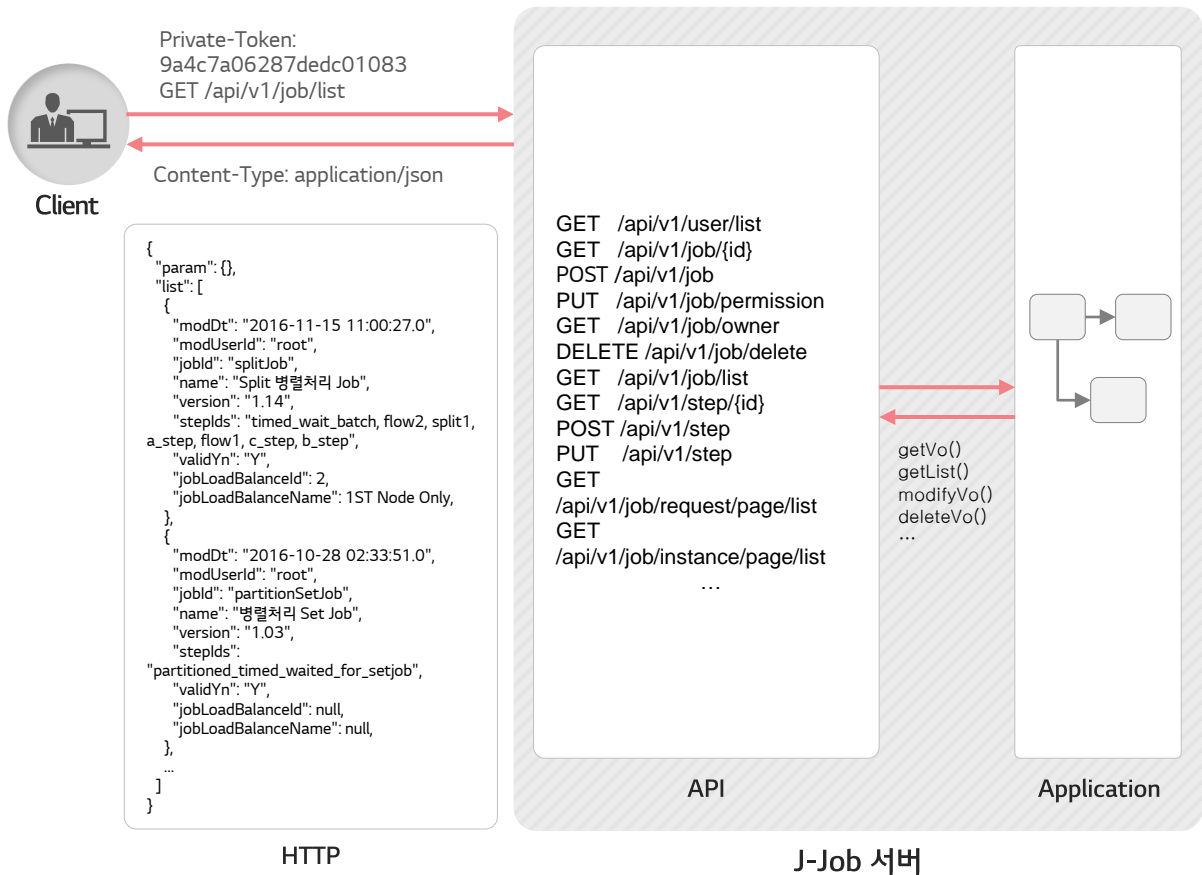 Private-Token:
9a4c7a06287dedc01083
GET /api/v1/job/list
Content-Type: application/json
Client
{
"param": {},
"list": [
{
"modDt": "2016-11-15 11:00:27.0",
"modUserId": "root",
"jobId": "splitJob",
"name": "Split 병렬처리 Job",
"version": "1.14",
"stepIds": "timed_wait_batch, flow2, split1,
a_step, flow1, c_step, b_step",
"validYn": "Y",
"jobLoadBalanceId": 2,
"jobLoadBalanceName": 1ST Node Only,
},
{
"modDt": "2016-10-28 02:33:51.0",
"modUserId": "root",
"jobId": "partitionSetJob",
"name": "병렬처리 Set Job",
"version": "1.03",
"stepIds":
"partitioned_timed_waited_for_setjob",
"validYn": "Y",
"jobLoadBalanceId": null,
"jobLoadBalanceName": null,
},
...
]
}
HTTP
GET /api/v1/user/list
GET /api/v1/job/{id}
POST /api/v1/job
PUT /api/v1/job/permission
GET /api/v1/job/owner
DELETE /api/v1/job/delete
GET /api/v1/job/list
GET /api/v1/step/{id}
POST /api/v1/step
PUT /api/v1/step
GET
/api/v1/job/request/page/list
GET
/api/v1/job/instance/page/list
...
API
getVo()
getList()
modifyVo()
deleteVo()
...
Application
J-Job 서버